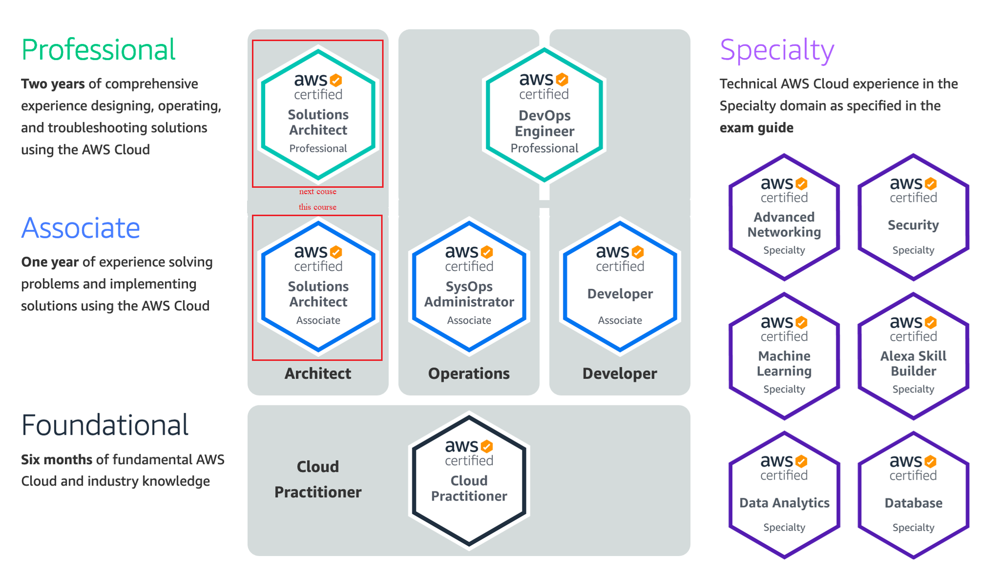 Professional
Two years of comprehensive
experience designing, operating,
and troubleshooting solutions
using the AWS Cloud
aws
certified
Solutions
Architect
Professional
next couse
aws
certified
DevOps
Engineer
Professional
Associate
One year of experience solving
problems and implementing
solutions using the AWS Cloud
this course
aws
certified
Solutions
Architect
Associate
Architect
aws
certified
SysOps
Administrator
Associate
Operations
aws
certified
Developer
Associate
Developer
Foundational
Six months of fundamental AWS
Cloud and industry knowledge
Cloud
Practitioner
aws
certified
Cloud
Practitioner
Specialty
Technical AWS Cloud experience in the
Specialty domain as specified in the
exam guide
aws
certified
Advanced
Networking
Specialty
aws
certified
Security
Specialty
aws
certified
Machine
Learning
Specialty
aws
certified
Alexa Skill
Builder
Specialty
aws
certified
Data Analytics
Specialty
aws
certified
Database
Specialty